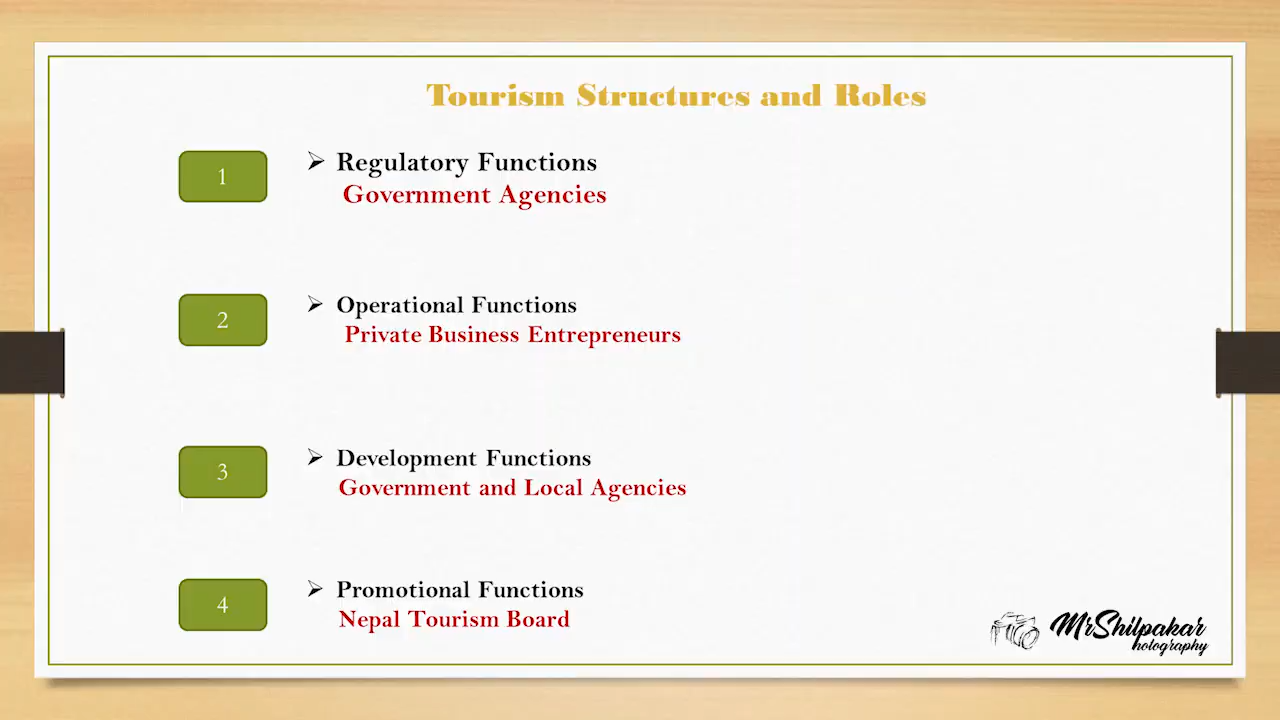 Tourism Structures and Roles
1
➢ Regulatory Functions
Government Agencies
2
➢ Operational Functions
Private Business Entrepreneurs
3
➢ Development Functions
Government and Local Agencies
4
➢ Promotional Functions
Nepal Tourism Board
MrShilpakar
hotography